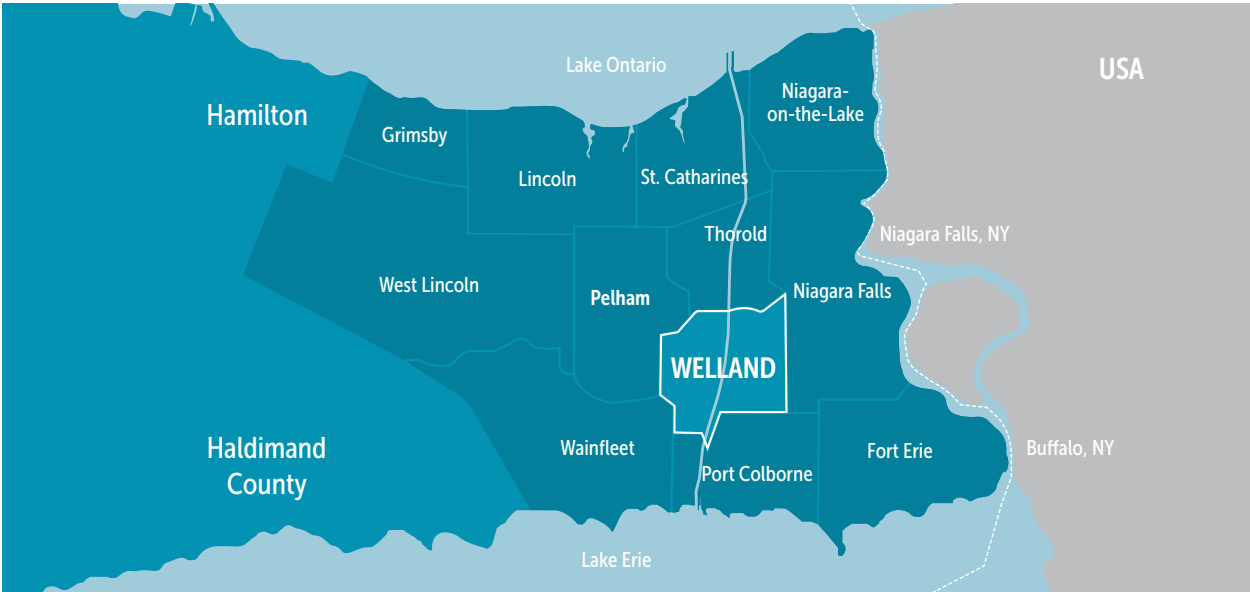 Lake Ontario
USA
Niagara-
on-the-Lake
Hamilton
Grimsby
Lincoln
St. Catharines
Thorold
Niagara Falls, NY
West Lincoln
Pelham
Niagara Falls
WELLAND
Haldimand
County
Wainfleet
Port Colborne
Fort Erie
Buffalo, NY
Lake Erie